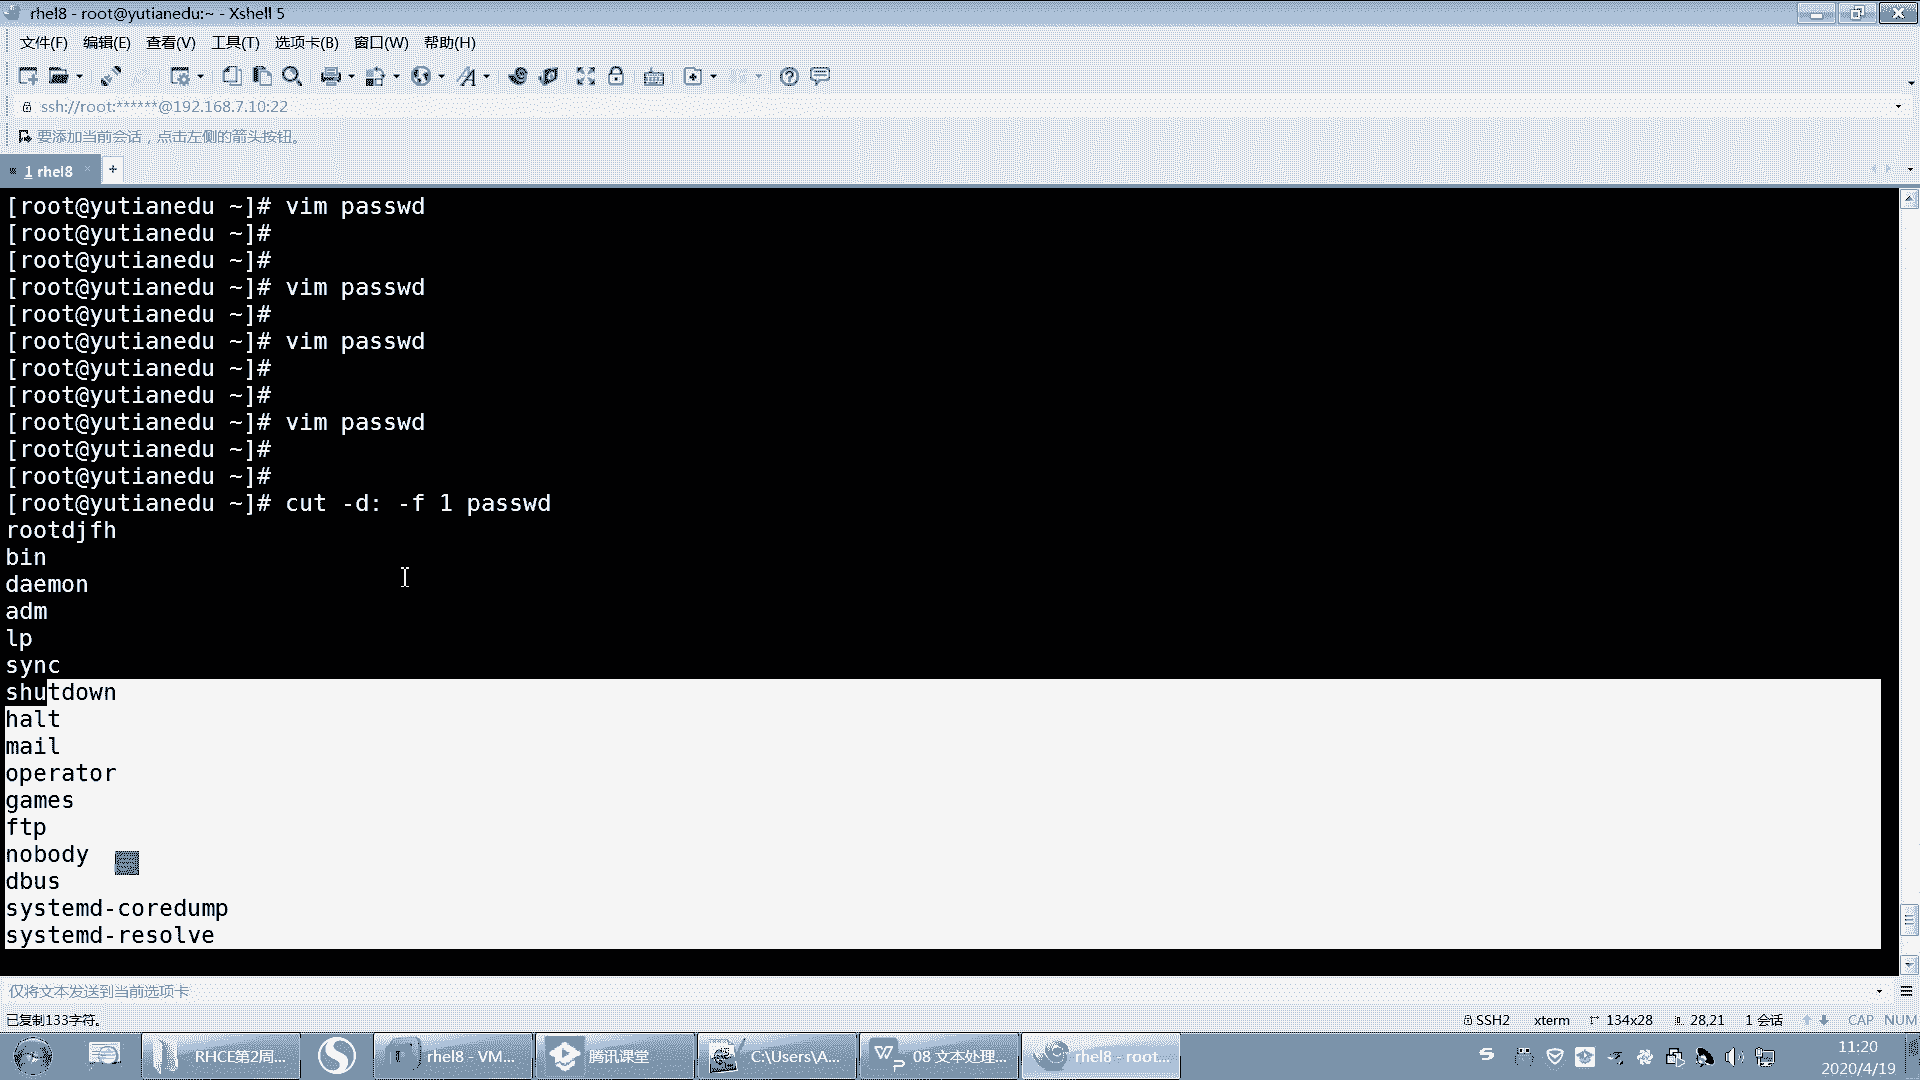 rhel8 - root@yutianedu:~ - Xshell 5
文件(F) 编辑(E) 查看(V) 工具(T) 选项卡(B) 窗口(W) 帮助(H)
ssh://root:******@192.168.7.10:22
要添加当前会话，点击左侧的箭头按钮。
1 rhel8
[root@yutianedu ~]# vim passwd
[root@yutianedu ~]#
[root@yutianedu ~]#
[root@yutianedu ~]# vim passwd
[root@yutianedu ~]#
[root@yutianedu ~]# vim passwd
[root@yutianedu ~]#
[root@yutianedu ~]#
[root@yutianedu ~]# vim passwd
[root@yutianedu ~]#
[root@yutianedu ~]#
[root@yutianedu ~]# cut -d: -f 1 passwd
rootdjfh
bin
daemon
adm
lp
sync
shutdown
halt
mail
operator
games
ftp
nobody
dbus
systemd-coredump
systemd-resolve
仅将文本发送到当前选项卡
已复制133字符。 SSH2 xterm 134x28 28,21 1 会话 CAP NUM
RHCE第2周... rhel8 - VM... 腾讯课堂 C:\Users\A... 08 文本处理... rhel8 - root... 11:20
2020/4/19